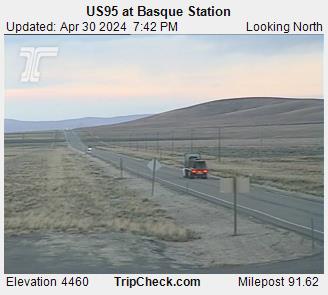 US95 at Basque Station
Updated: Apr 30 2024 7:42 PM Looking North
Elevation 4460 TripCheck.com Milepost 91.62